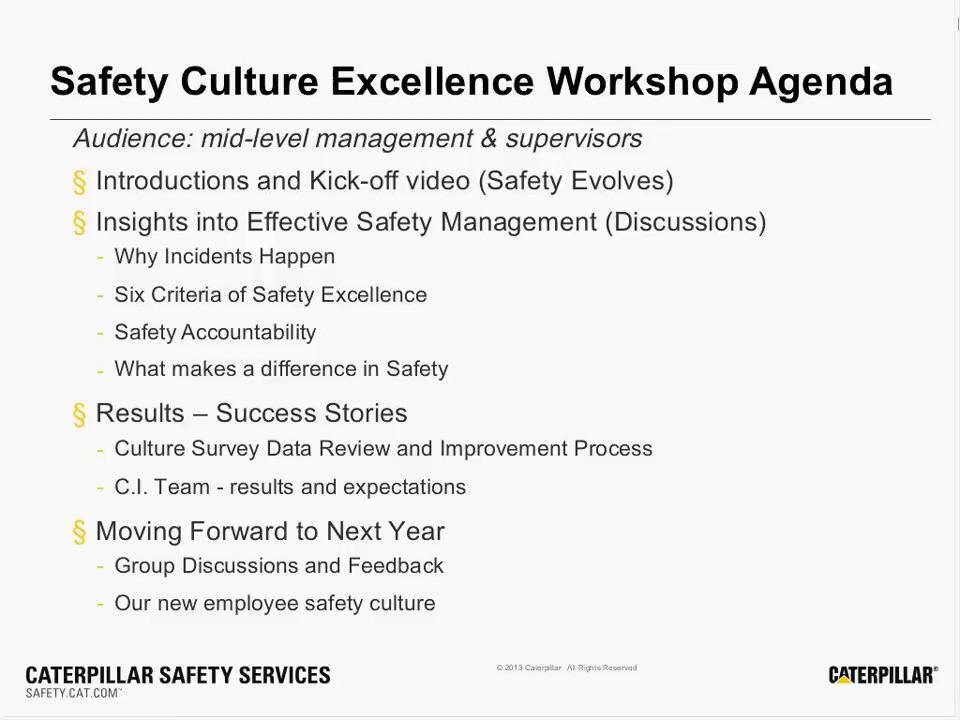 Safety Culture Excellence Workshop Agenda
Audience: mid-level management & supervisors
§ Introductions and Kick-off video (Safety Evolves)
§ Insights into Effective Safety Management (Discussions)
- Why Incidents Happen
- Six Criteria of Safety Excellence
- Safety Accountability
- What makes a difference in Safety
§ Results – Success Stories
- Culture Survey Data Review and Improvement Process
- C.I. Team - results and expectations
§ Moving Forward to Next Year
- Group Discussions and Feedback
- Our new employee safety culture
CATERPILLAR SAFETY SERVICES
SAFETY.CAT.COM™
© 2013 Caterpillar All Rights Reserved
CATERPILLAR®